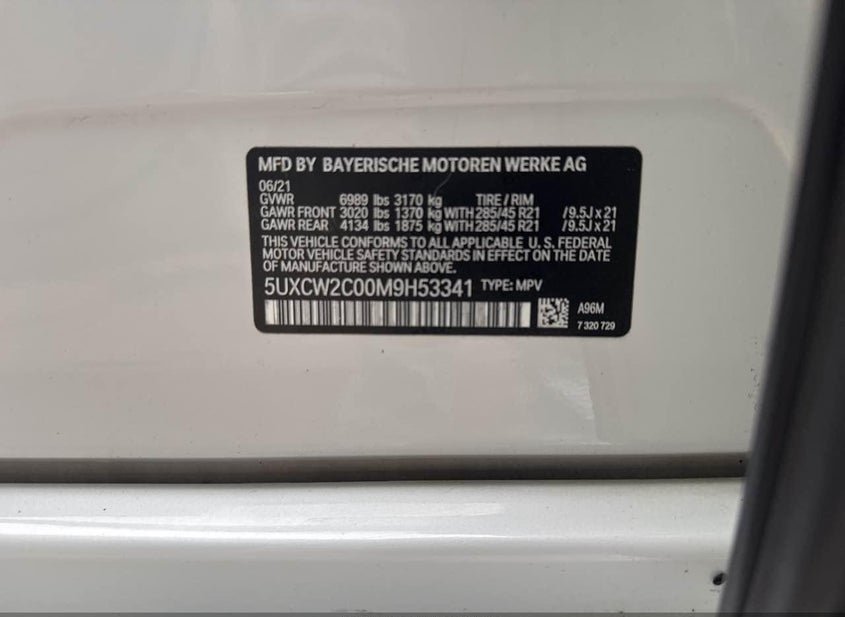 MFD BY BAYERISCHE MOTOREN WERKE AG
06/21
GVWR 6989 lbs 3170 kg TIRE / RIM
GAWR FRONT 3020 lbs 1370 kg WITH 285/45 R21 /9.5J x 21
GAWR REAR 4134 lbs 1875 kg WITH 285/45 R21 /9.5J x 21
THIS VEHICLE CONFORMS TO ALL APPLICABLE U. S. FEDERAL
MOTOR VEHICLE SAFETY STANDARDS IN EFFECT ON THE DATE
OF MANUFACTURE SHOWN ABOVE.
5UXCW2C00M9H53341 TYPE: MPV
A96M
7 320 729